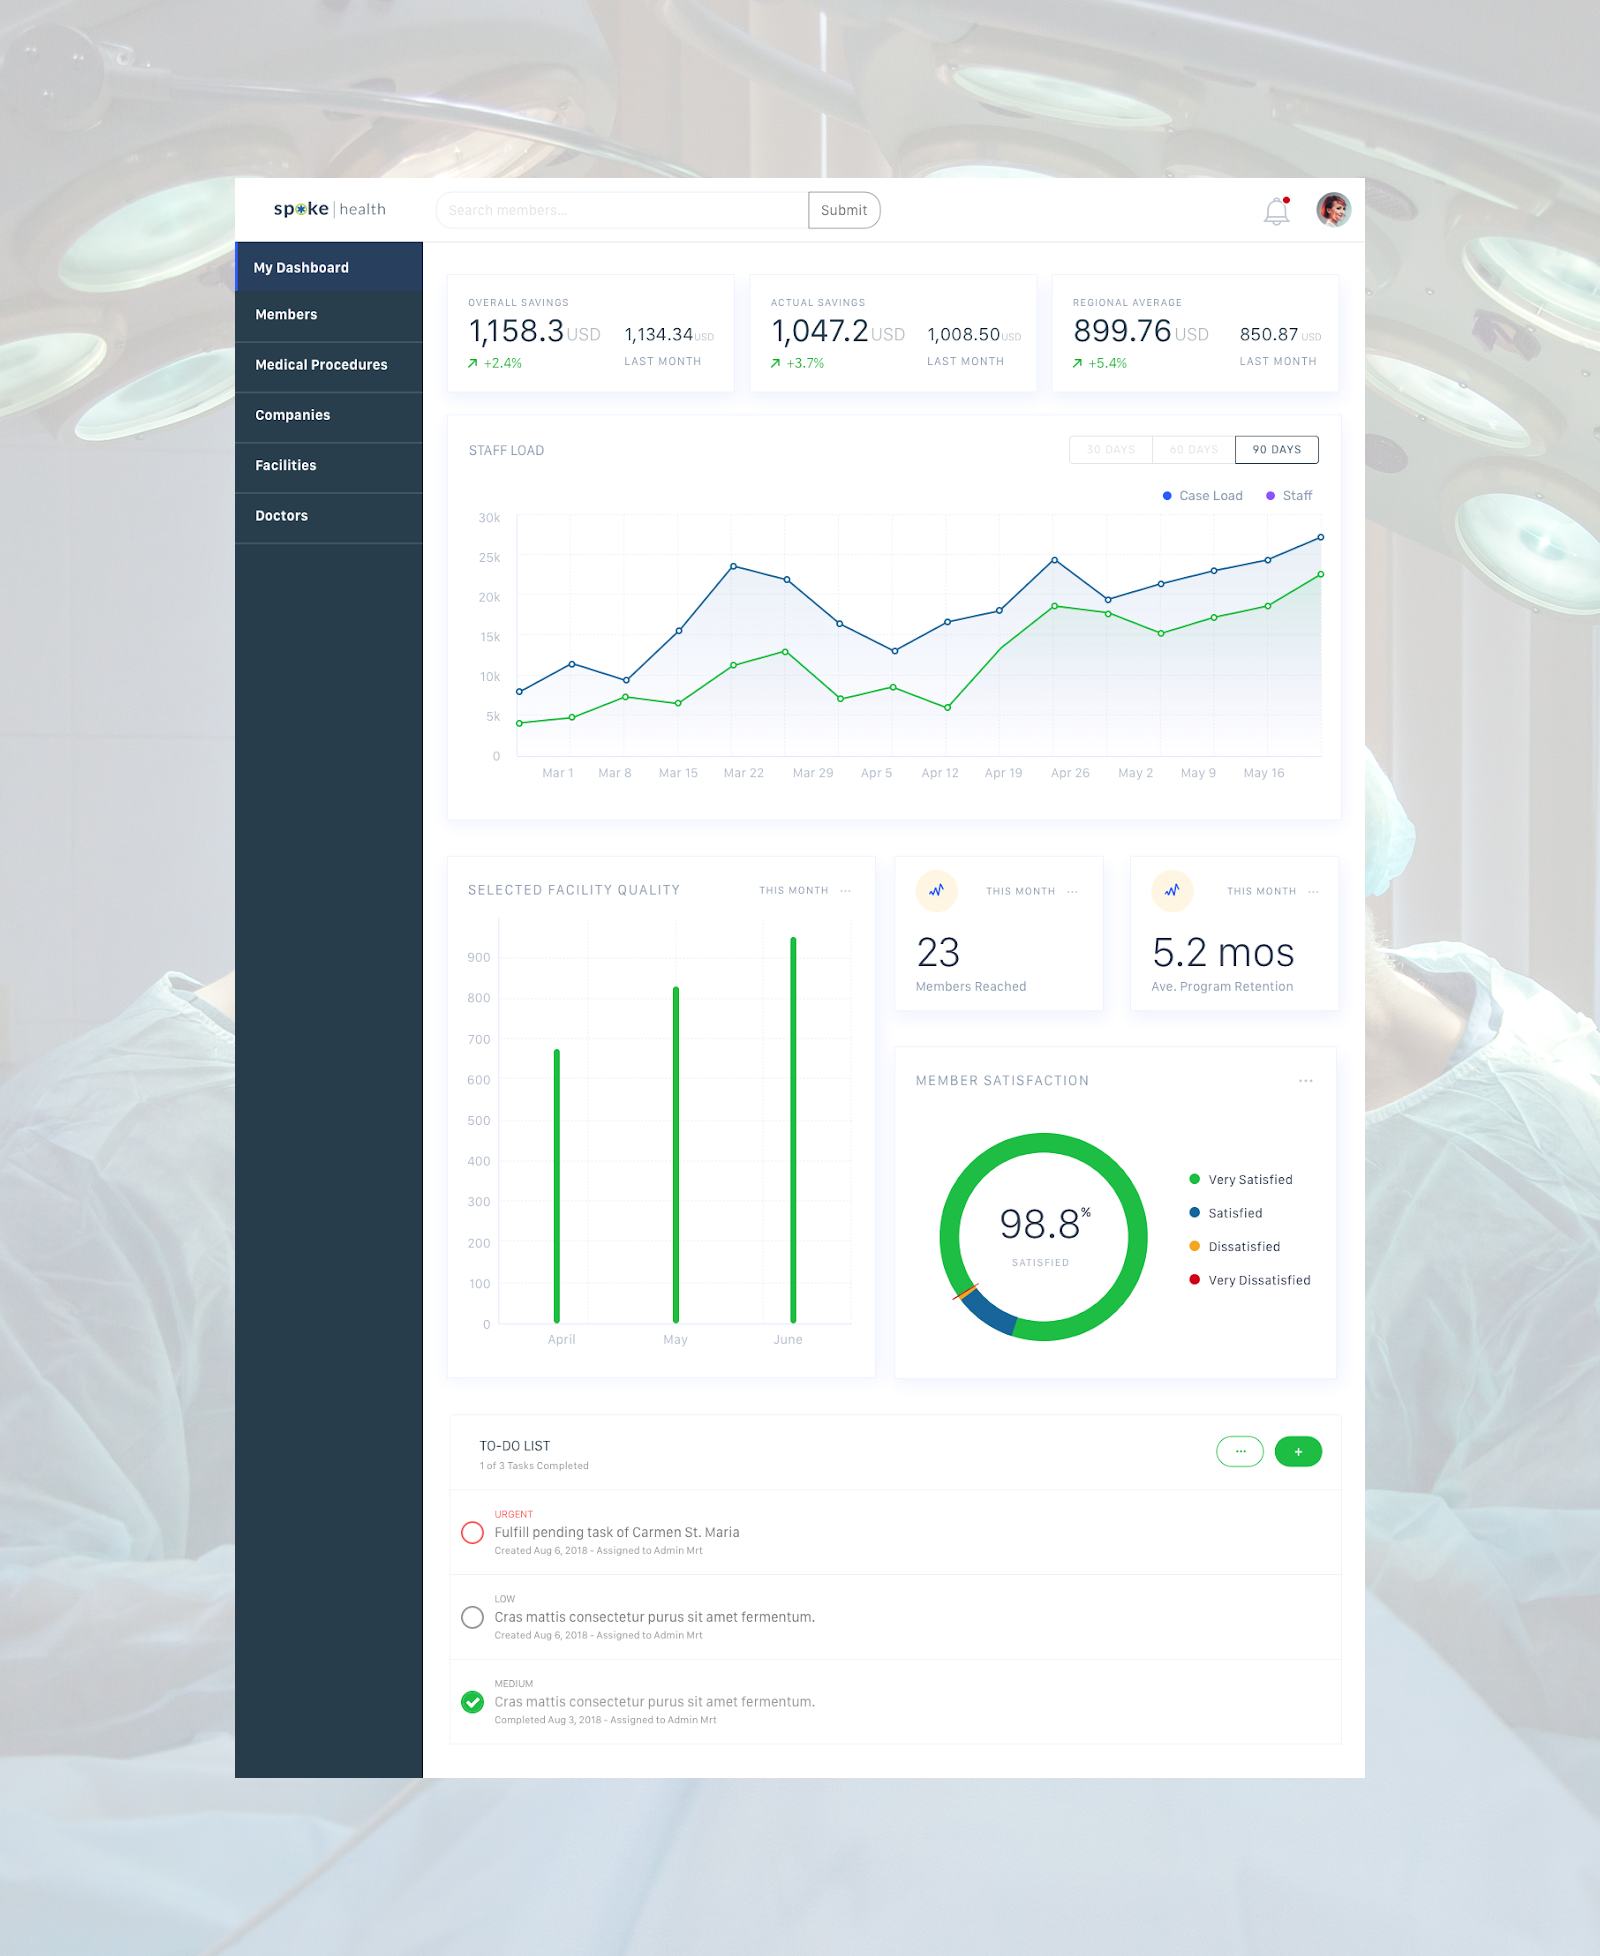 spoke | health
Search members...
Submit
My Dashboard
Members
Medical Procedures
Companies
Facilities
Doctors
OVERALL SAVINGS
1,158.3 USD
1,134.34 USD
+2.4%
LAST MONTH
ACTUAL SAVINGS
1,047.2 USD
1,008.50 USD
+3.7%
LAST MONTH
REGIONAL AVERAGE
899.76 USD
850.87 USD
+5.4%
LAST MONTH
STAFF LOAD
30 DAYS
60 DAYS
90 DAYS
Case Load
Staff
30k
25k
20k
15k
10k
5k
0
Mar 1
Mar 8
Mar 15
Mar 22
Mar 29
Apr 5
Apr 12
Apr 19
Apr 26
May 2
May 9
May 16
SELECTED FACILITY QUALITY
THIS MONTH ...
900
800
700
600
500
400
300
200
100
0
April
May
June
THIS MONTH ...
23
Members Reached
THIS MONTH ...
5.2 mos
Ave. Program Retention
MEMBER SATISFACTION
...
98.8%
SATISFIED
Very Satisfied
Satisfied
Dissatisfied
Very Dissatisfied
TO-DO LIST
1 of 3 Tasks Completed
...
+
URGENT
Fulfill pending task of Carmen St. Maria
Created Aug 6, 2018 - Assigned to Admin Mrt
LOW
Cras mattis consectetur purus sit amet fermentum.
Created Aug 6, 2018 - Assigned to Admin Mrt
MEDIUM
Cras mattis consectetur purus sit amet fermentum.
Completed Aug 3, 2018 - Assigned to Admin Mrt